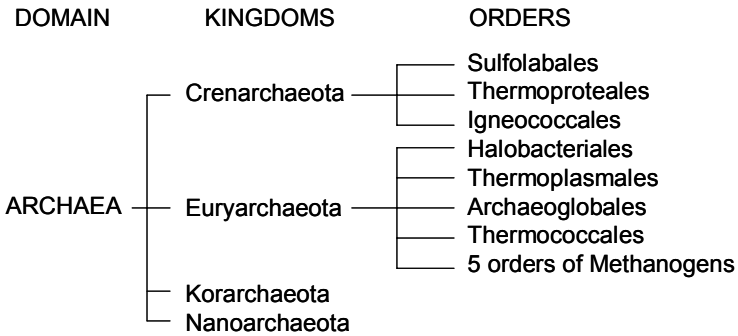 DOMAIN KINGDOMS ORDERS
Sulfolabales
Crenarchaeota
Thermoproteales
Igneococcales
Halobacteriales
Thermoplasmales
ARCHAEA
Euryarchaeota
Archaeoglobales
Thermococcales
5 orders of Methanogens
Korarchaeota
Nanoarchaeota